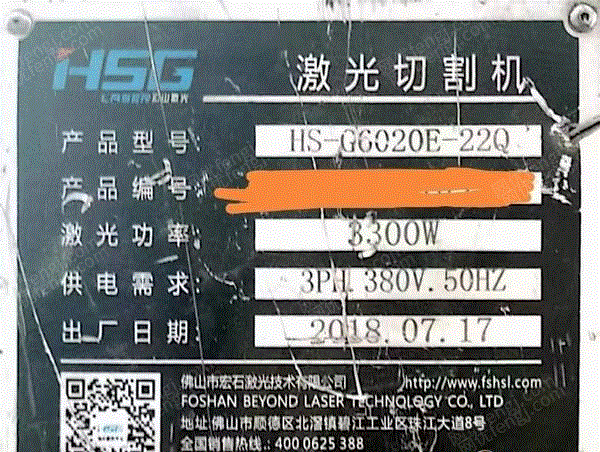 HSG
LASER 宏山激光
激光切割机
产品型号: HS-G6020E-22Q
产品编号:
激光功率: 3300W
供电需求: 3PH.380V.50HZ
出厂日期: 2018.07.17
佛山市宏石激光技术有限公司 http://www.fshsl.com
FOSHAN BEYOND LASER TECHNOLOGY CO., LTD
地址:佛山市顺德区北滘镇碧江工业区珠江大道8号
全国销售热线.: 400 0625 388